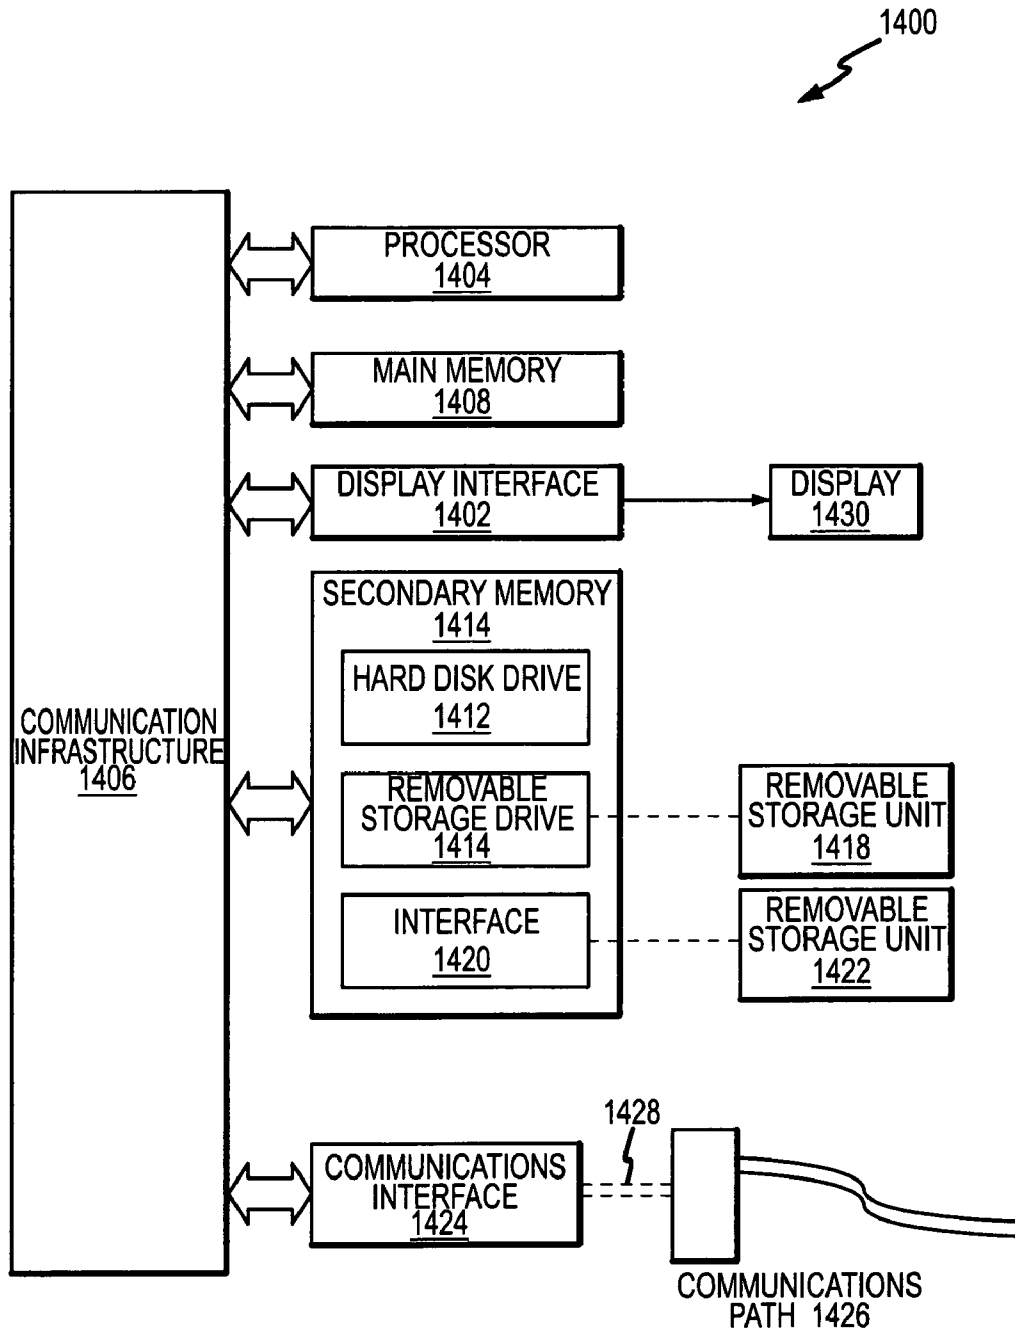 1400
PROCESSOR
1404
MAIN MEMORY
1408
DISPLAY INTERFACE
1402
DISPLAY
1430
SECONDARY MEMORY
1414
HARD DISK DRIVE
1412
COMMUNICATION
INFRASTRUCTURE
1406
REMOVABLE
STORAGE DRIVE
1414
REMOVABLE
STORAGE UNIT
1418
INTERFACE
1420
REMOVABLE
STORAGE UNIT
1422
1428
COMMUNICATIONS
INTERFACE
1424
COMMUNICATIONS
PATH 1426